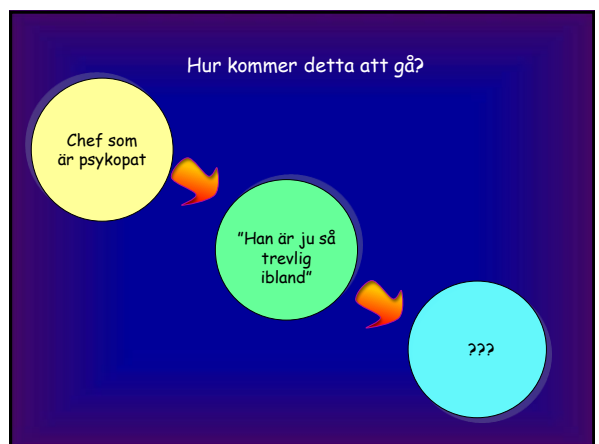 Hur kommer detta att gå?
Chef som
är psykopat
”Han är ju så
trevlig
ibland”
???